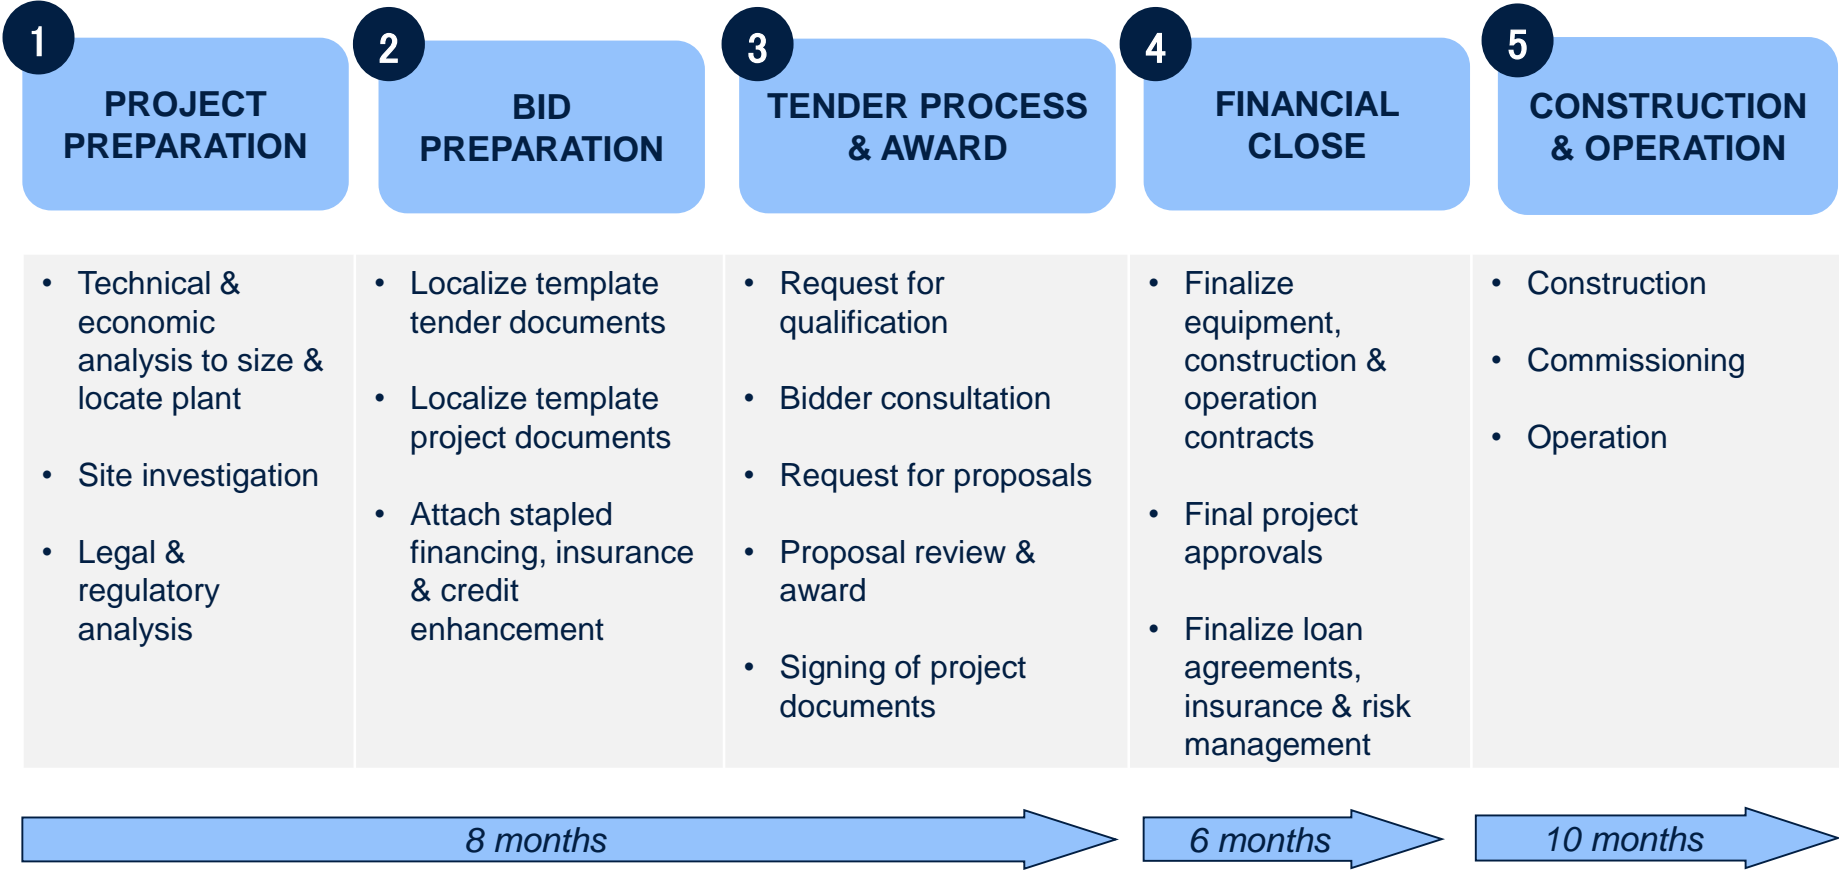 1
PROJECT
PREPARATION
2
BID
PREPARATION
3
TENDER PROCESS
& AWARD
4
FINANCIAL
CLOSE
5
CONSTRUCTION
& OPERATION
• Technical &
economic
analysis to size &
locate plant
• Site investigation
• Legal &
regulatory
analysis
• Localize template
tender documents
• Localize template
project documents
• Attach stapled
financing, insurance
& credit
enhancement
• Request for
qualification
• Bidder consultation
• Request for proposals
• Proposal review &
award
• Signing of project
documents
• Finalize
equipment,
construction &
operation
contracts
• Final project
approvals
• Finalize loan
agreements,
insurance & risk
management
• Construction
• Commissioning
• Operation
8 months
6 months
10 months